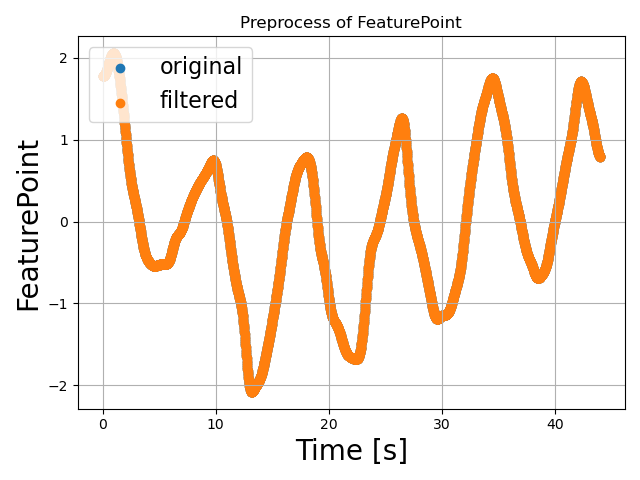 Preprocess of FeaturePoint
original
filtered
FeaturePoint
2
1
0
−1
−2
0
10
20
30
40
Time [s]